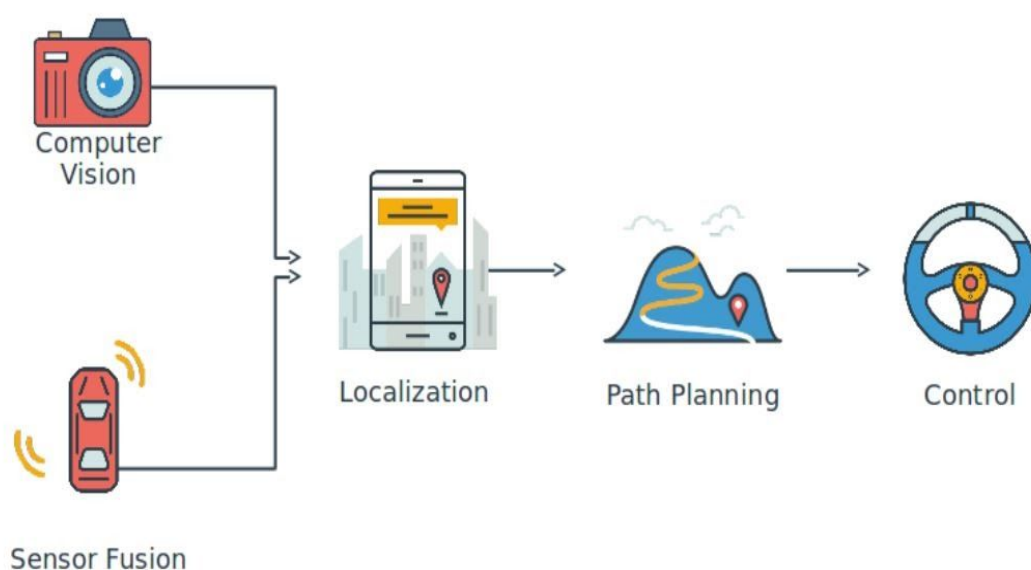 Computer
Vision
Localization
Path Planning
Control
Sensor Fusion